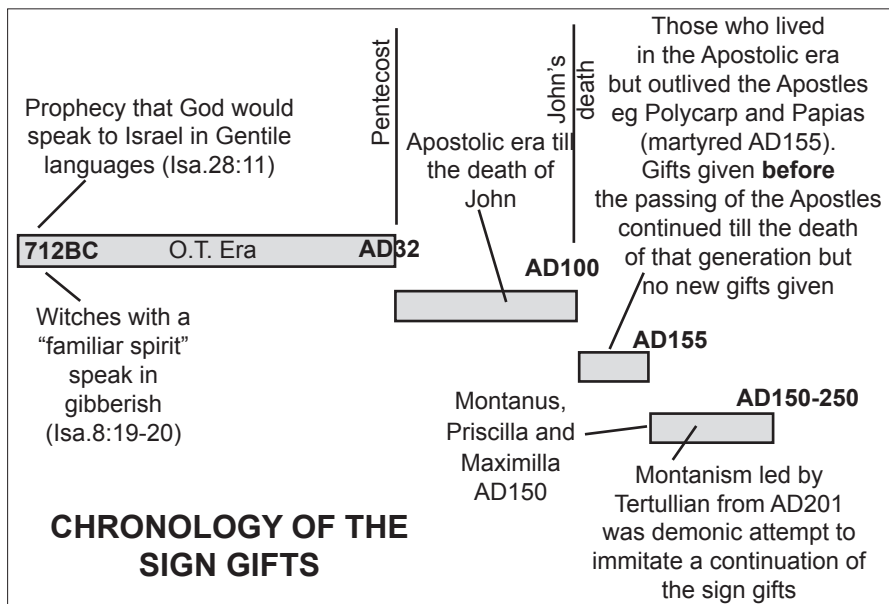 Prophecy that God would
speak to Israel in Gentile
languages (Isa.28:11)
Pentecost
Apostolic era till
the death of
John
John's
death
Those who lived
in the Apostolic era
but outlived the Apostles
eg Polycarp and Papias
(martyred AD155).
Gifts given before
the passing of the Apostles
continued till the death
of that generation but
no new gifts given
712BC O.T. Era AD32
AD100
Witches with a
“familiar spirit”
speak in
gibberish
(Isa.8:19-20)
AD155
Montanus,
Priscilla and
Maximilla
AD150
AD150-250
Montanism led by
Tertullian from AD201
was demonic attempt to
immitate a continuation of
the sign gifts
CHRONOLOGY OF THE
SIGN GIFTS